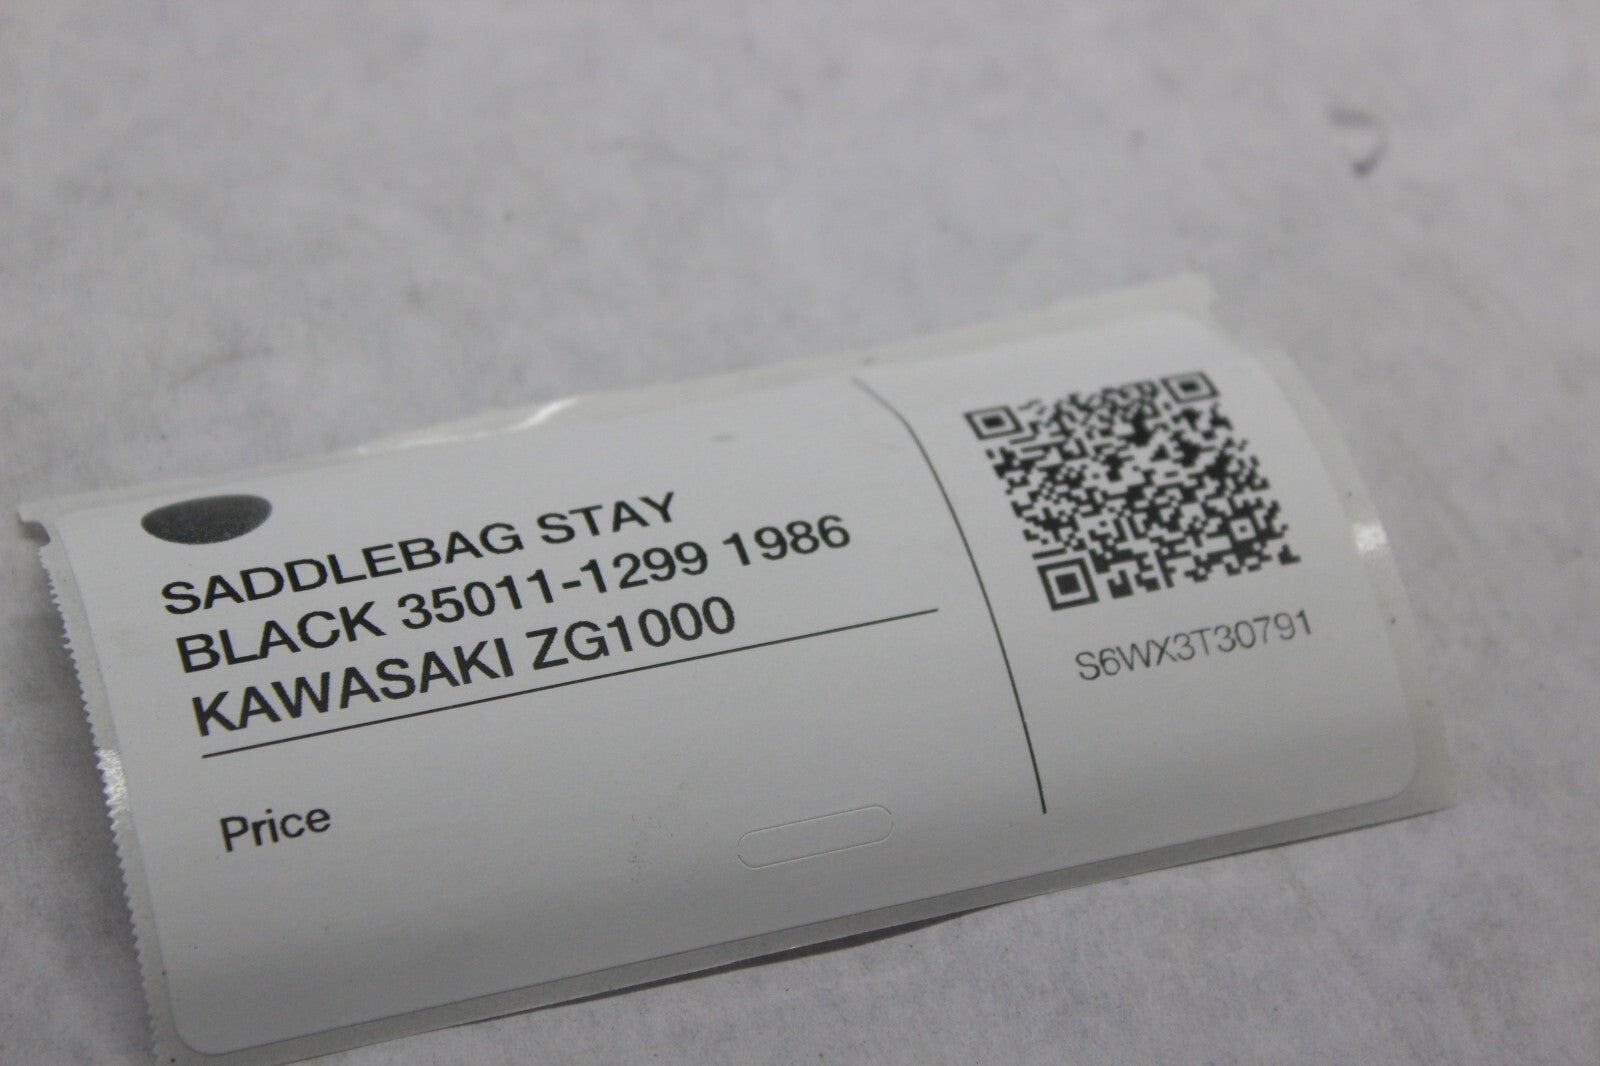 SADDLEBAG STAY
BLACK 35011-1299 1986
KAWASAKI ZG1000
Price
S6WX3T30791